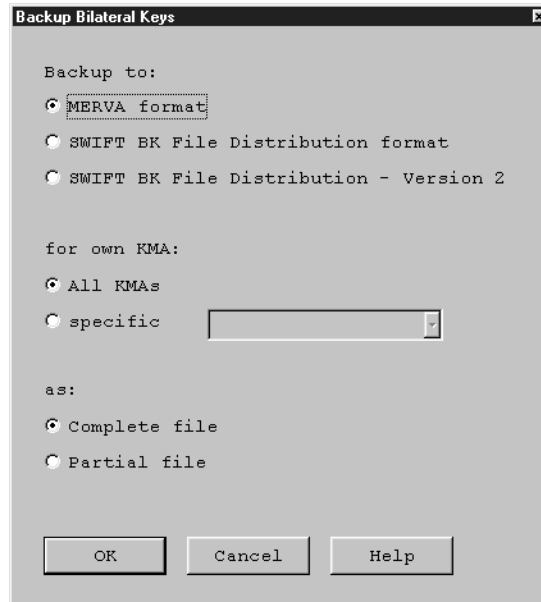 Backup Bilateral Keys
Backup to:
MERVA format
SWIFT BK File Distribution format
SWIFT BK File Distribution - Version 2
for own KMA:
All KMAs
specific
as:
Complete file
Partial file
OK Cancel Help